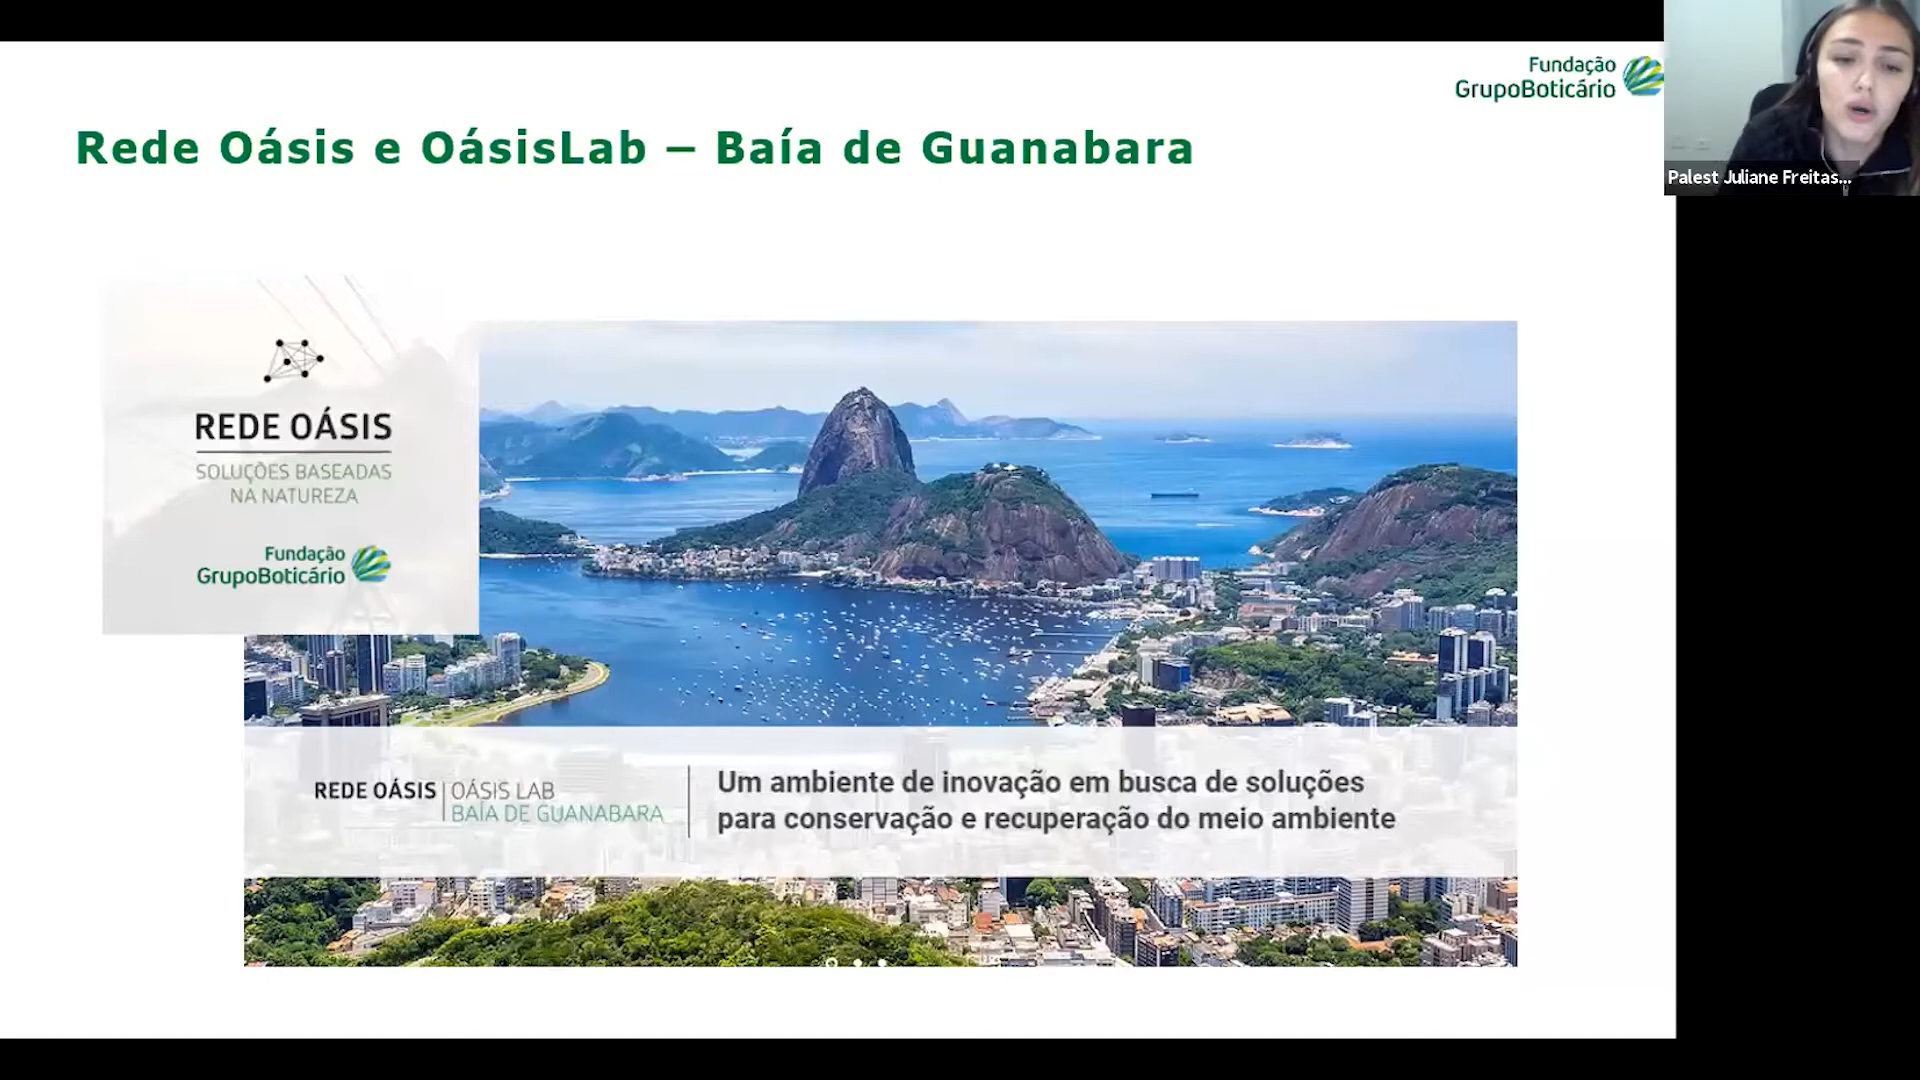 Fundação
GrupoBoticário
Palest Juliane Freitas...
Rede Oásis e OásisLab – Baía de Guanabara
REDE OÁSIS
SOLUÇÕES BASEADAS
NA NATUREZA
Fundação
GrupoBoticário
REDE OÁSIS
OÁSIS LAB
BAÍA DE GUANABARA
Um ambiente de inovação em busca de soluções
para conservação e recuperação do meio ambiente